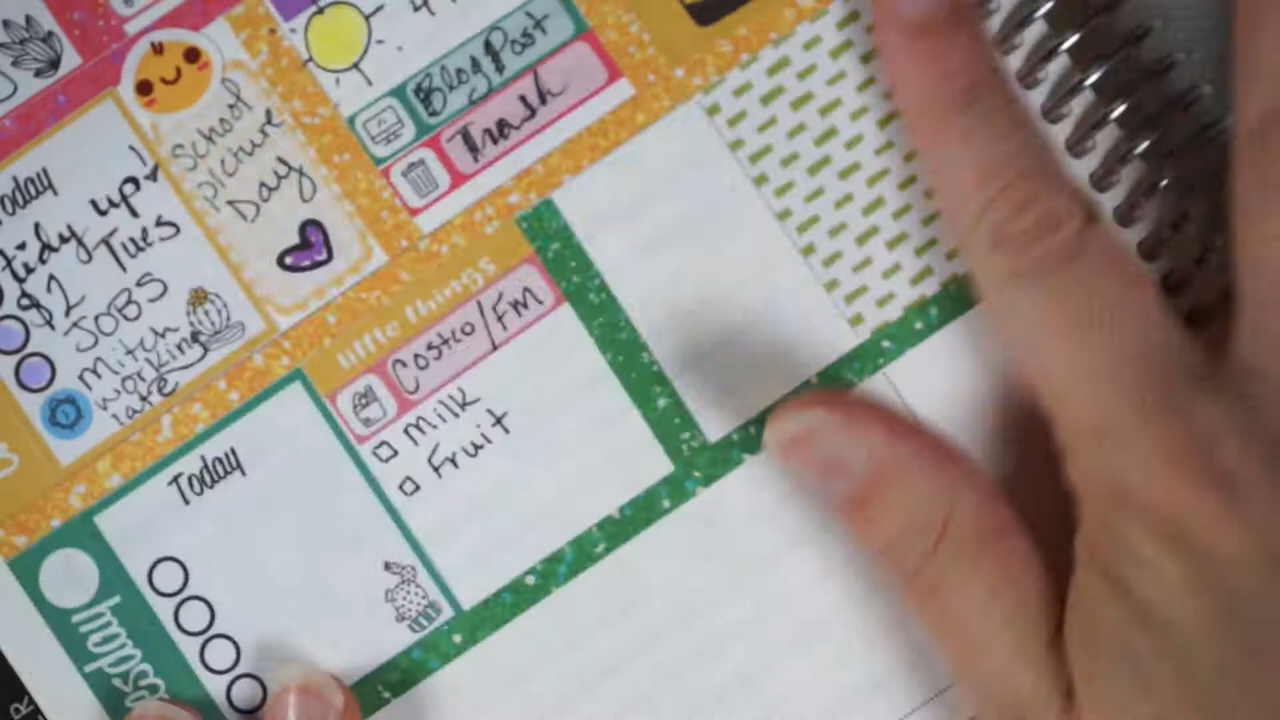 Blog Post
Trash
School
picture
Day
Today
tidy up
$2 Tues
JOBS
Mitch
working
late
little things
Costco/FM
Milk
Fruit
Today